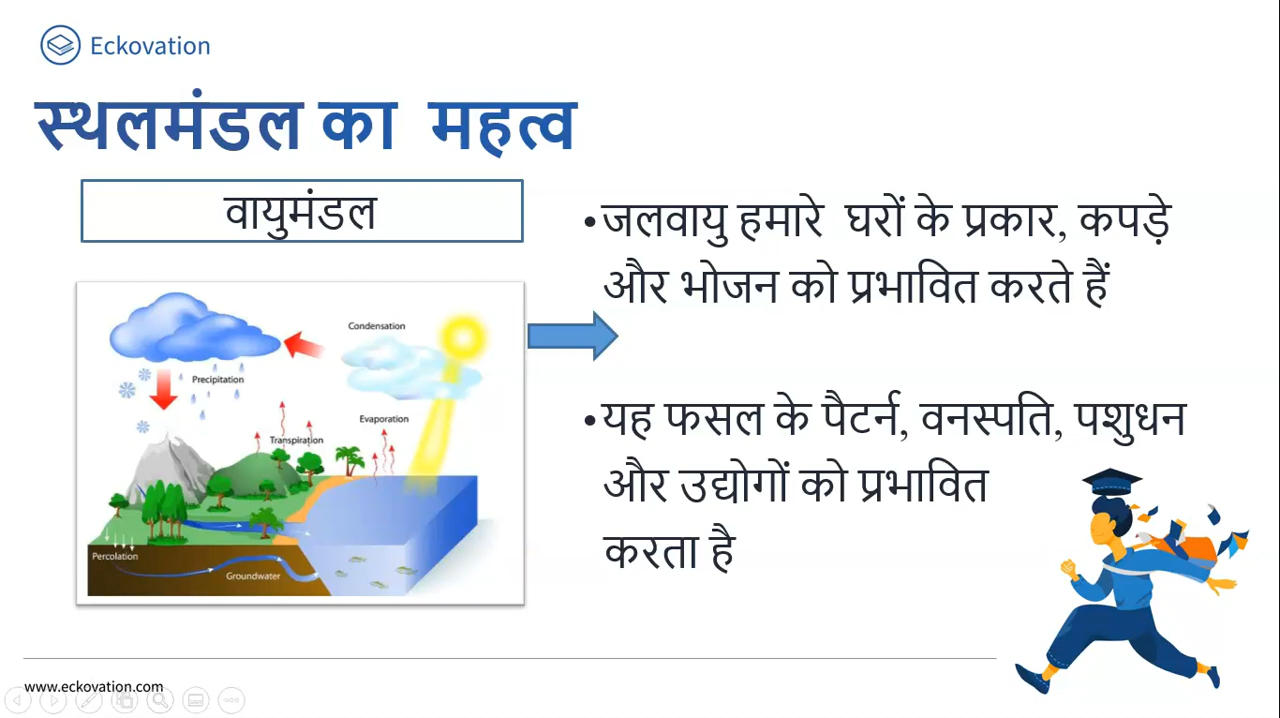 Eckovation
स्थलमंडल का महत्व
वायुमंडल
Condensation
Precipitation
Evaporation
Transpiration
Percolation
Groundwater
•जलवायु हमारे घरों के प्रकार, कपड़े
और भोजन को प्रभावित करते हैं
•यह फसल के पैटर्न, वनस्पति, पशुधन
और उद्योगों को प्रभावित
करता है
www.eckovation.com